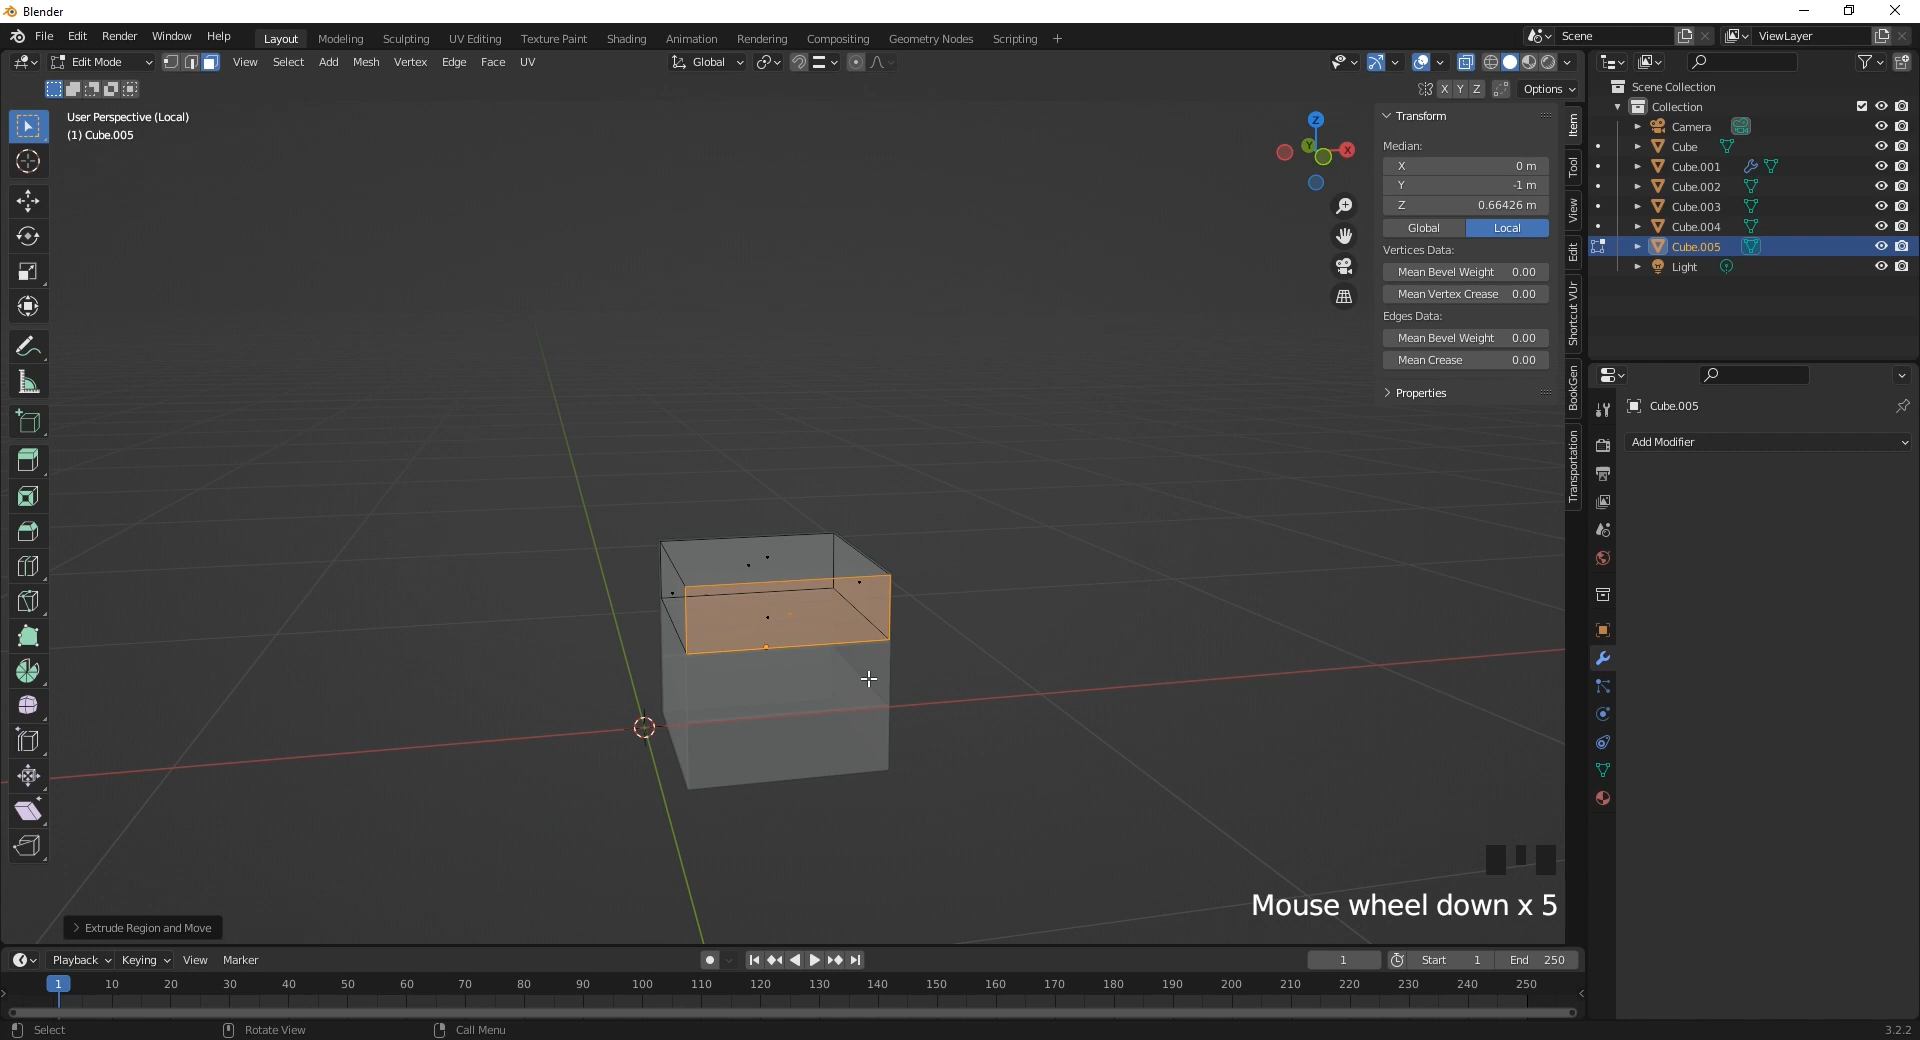 Blender
File Edit Render Window Help
Layout Modeling Sculpting UV Editing Texture Paint Shading Animation Rendering Compositing Geometry Nodes Scripting +
Scene
ViewLayer
Edit Mode
View Select Add Mesh Vertex Edge Face UV
Global
X Y Z
Options
User Perspective (Local)
(1) Cube.005
Z
Y
X
Transform
Median:
X 0 m
Y -1 m
Z 0.66426 m
Global Local
Vertices Data:
Mean Bevel Weight 0.00
Mean Vertex Crease 0.00
Edges Data:
Mean Bevel Weight 0.00
Mean Crease 0.00
Properties
Item
Tool
View
Edit
Shortcut VUr
BookGen
Transportation
Scene Collection
Collection
Camera
Cube
Cube.001
Cube.002
Cube.003
Cube.004
Cube.005
Light
Cube.005
Add Modifier
Mouse wheel down x 5
Extrude Region and Move
Playback Keying View Marker
1
Start 1
End 250
1 10 20 30 40 50 60 70 80 90 100 110 120 130 140 150 160 170 180 190 200 210 220 230 240 250
Select
Rotate View
Call Menu
3.2.2